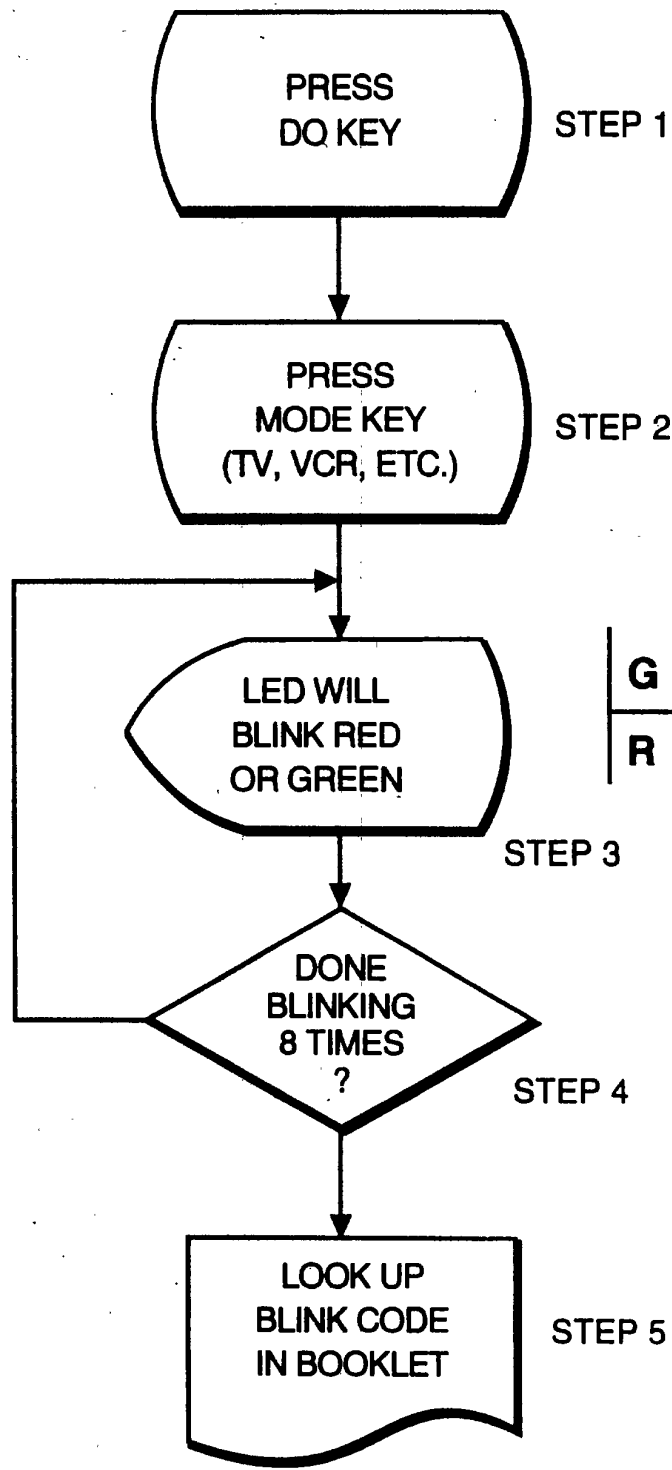 PRESS
DO KEY
STEP 1
PRESS
MODE KEY
(TV, VCR, ETC.)
STEP 2
LED WILL
BLINK RED
OR GREEN
G
R
STEP 3
DONE
BLINKING
8 TIMES
?
STEP 4
LOOK UP
BLINK CODE
IN BOOKLET
STEP 5